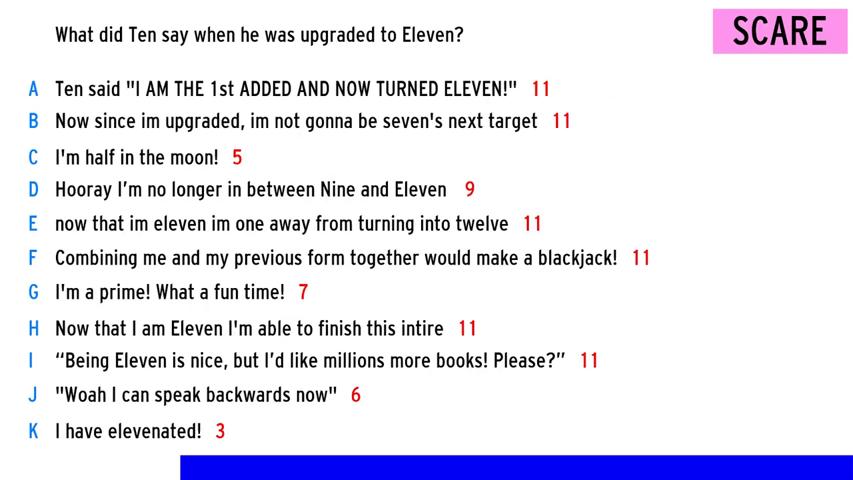 What did Ten say when he was upgraded to Eleven?
SCARE
A Ten said "I AM THE 1st ADDED AND NOW TURNED ELEVEN!" 11
B Now since im upgraded, im not gonna be seven's next target 11
C I'm half in the moon! 5
D Hooray I'm no longer in between Nine and Eleven 9
E now that im eleven im one away from turning into twelve 11
F Combining me and my previous form together would make a blackjack! 11
G I'm a prime! What a fun time! 7
H Now that I am Eleven I'm able to finish this intire 11
I “Being Eleven is nice, but I’d like millions more books! Please?” 11
J "Woah I can speak backwards now" 6
K I have elevenated! 3